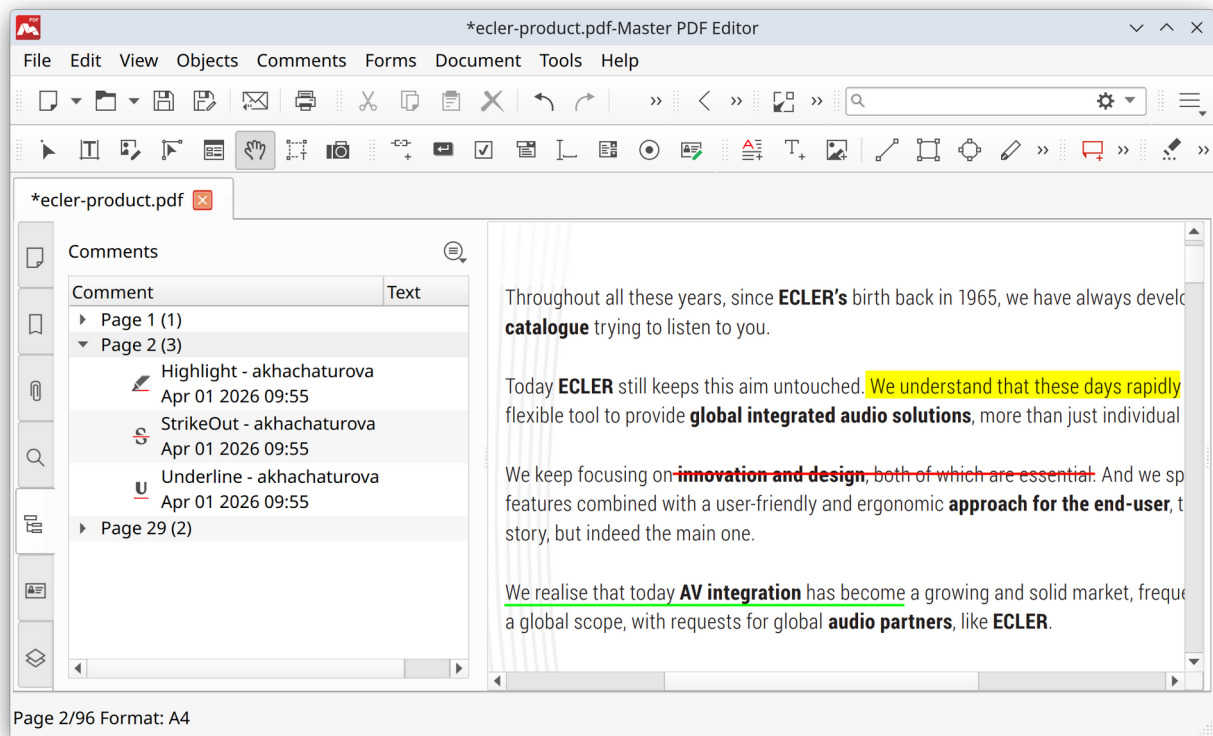 PDF
*ecler-product.pdf-Master PDF Editor
File Edit View Objects Comments Forms Document Tools Help
*ecler-product.pdf
Comments
Comment Text
Page 1 (1)
Page 2 (3)
Highlight - akhachaturova
Apr 01 2026 09:55
StrikeOut - akhachaturova
Apr 01 2026 09:55
Underline - akhachaturova
Apr 01 2026 09:55
Page 29 (2)
Throughout all these years, since ECLER's birth back in 1965, we have always develo
catalogue trying to listen to you.
Today ECLER still keeps this aim untouched. We understand that these days rapidly
flexible tool to provide global integrated audio solutions, more than just individual
We keep focusing on innovation and design, both of which are essential. And we sp
features combined with a user-friendly and ergonomic approach for the end-user, t
story, but indeed the main one.
We realise that today AV integration has become a growing and solid market, freque
a global scope, with requests for global audio partners, like ECLER.
Page 2/96 Format: A4